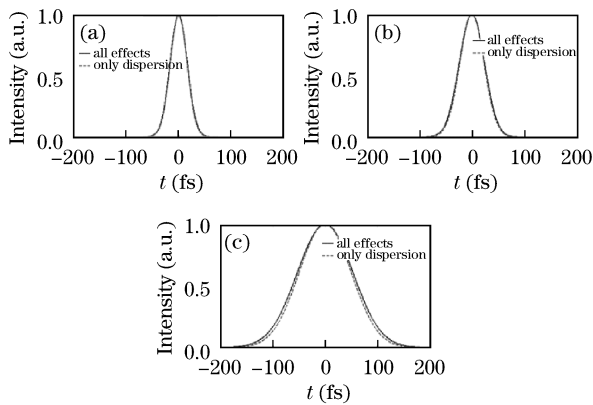 (a)
1.0
0.5
0.0
Intensity (a.u.)
all effects
only dispersion
−200 −100 0 100 200
t (fs)
(b)
1.0
0.5
0.0
Intensity (a.u.)
all effects
only dispersion
−200 −100 0 100 200
t (fs)
(c)
1.0
0.5
0.0
Intensity (a.u.)
all effects
only dispersion
−200 −100 0 100 200
t (fs)